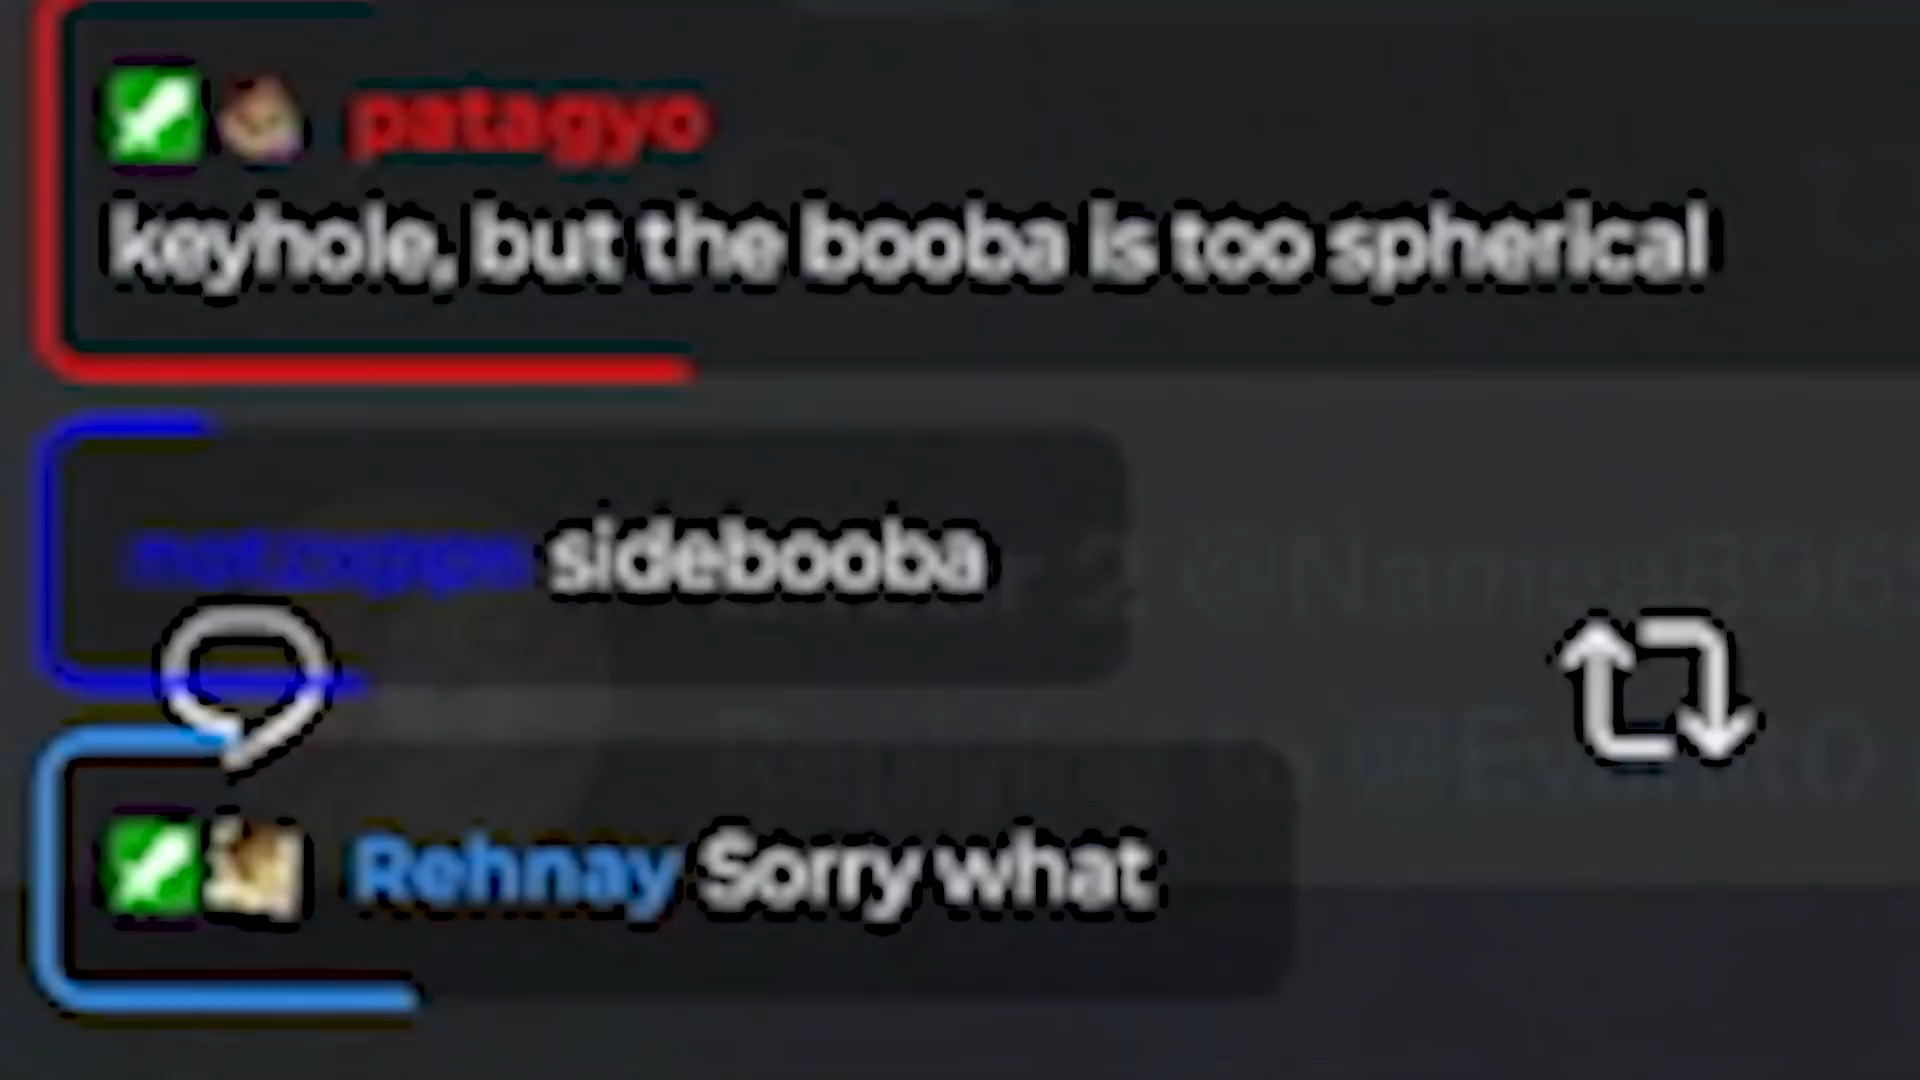 patagyo
keyhole, but the booba is too spherical
sidebooba
Rehnay Sorry what